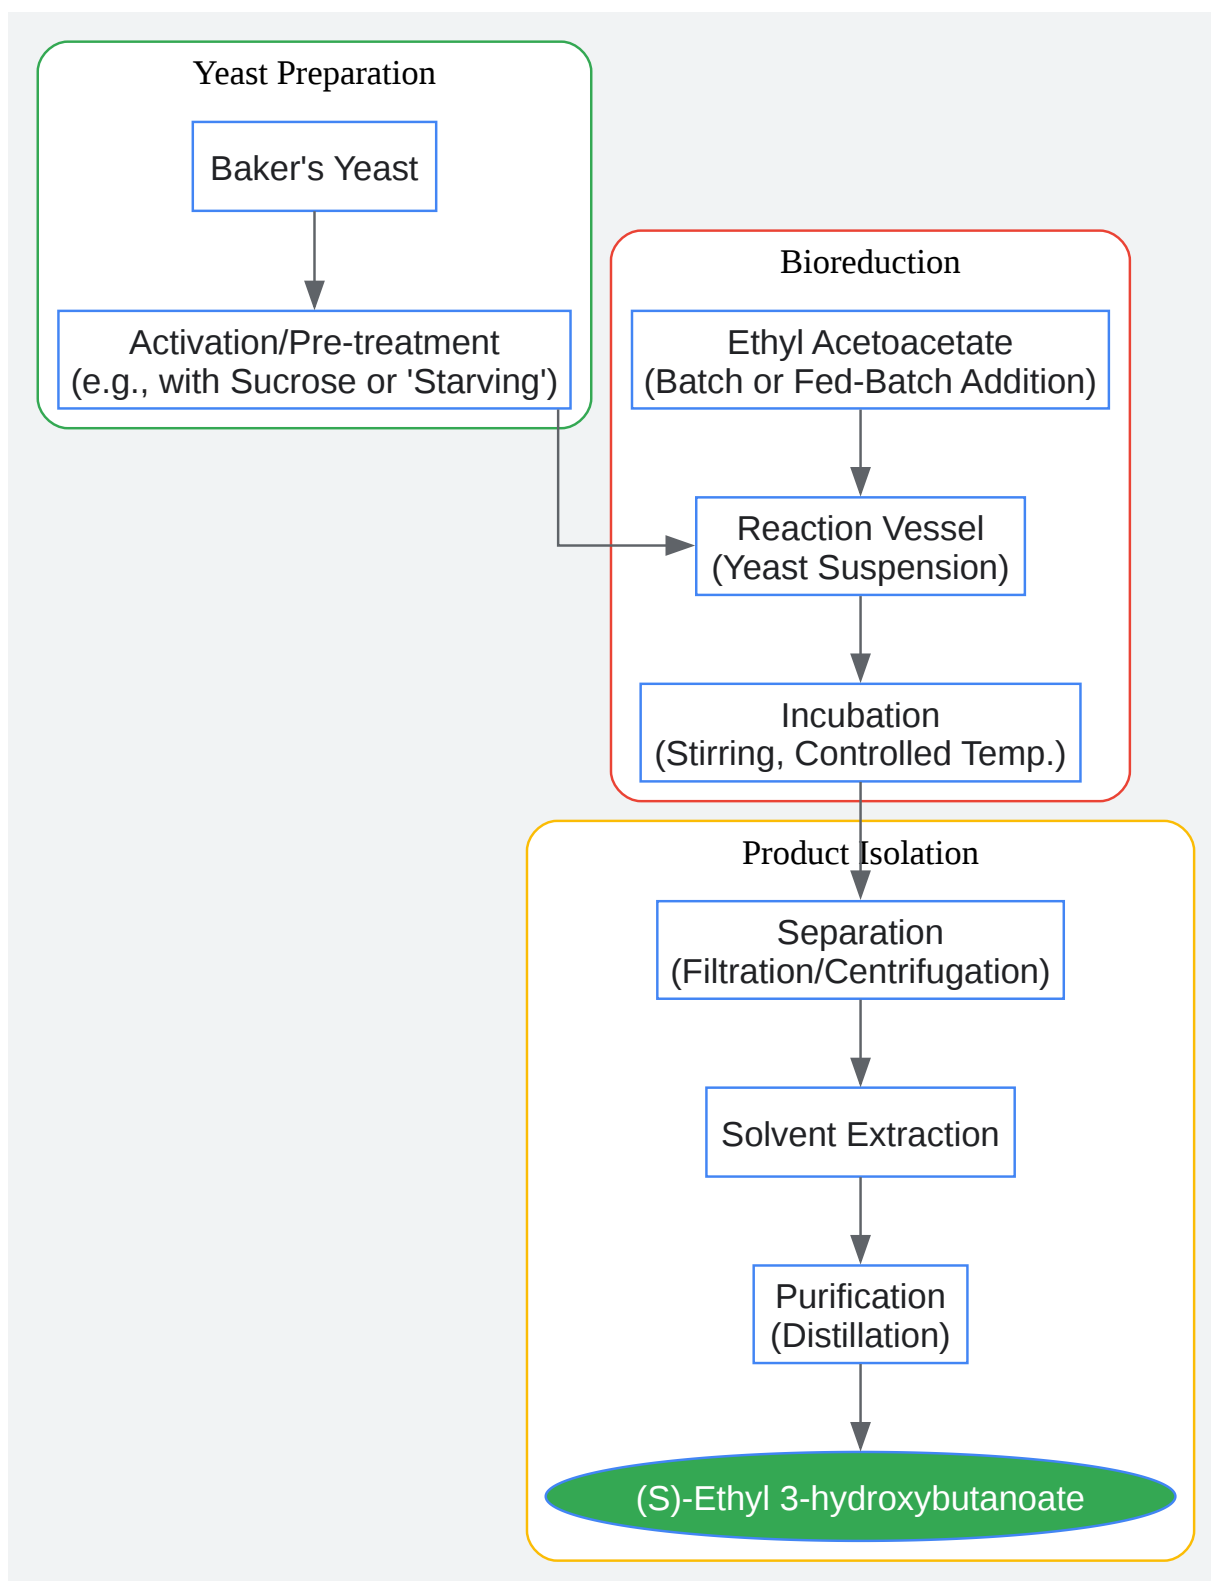 Yeast Preparation
Baker's Yeast
Activation/Pre-treatment
(e.g., with Sucrose or 'Starving')
Bioreduction
Ethyl Acetoacetate
(Batch or Fed-Batch Addition)
Reaction Vessel
(Yeast Suspension)
Incubation
(Stirring, Controlled Temp.)
Product Isolation
Separation
(Filtration/Centrifugation)
Solvent Extraction
Purification
(Distillation)
(S)-Ethyl 3-hydroxybutanoate